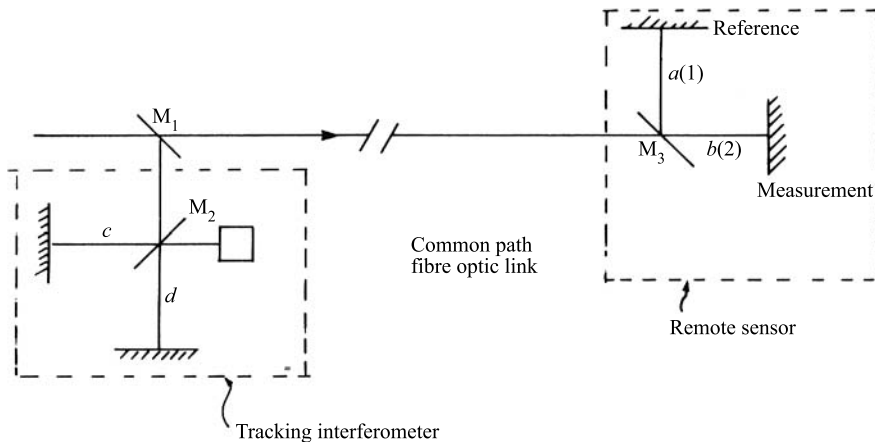 Reference
a(1)
M1
M3
b(2)
Measurement
M2
c
Common path
fibre optic link
d
Remote sensor
Tracking interferometer